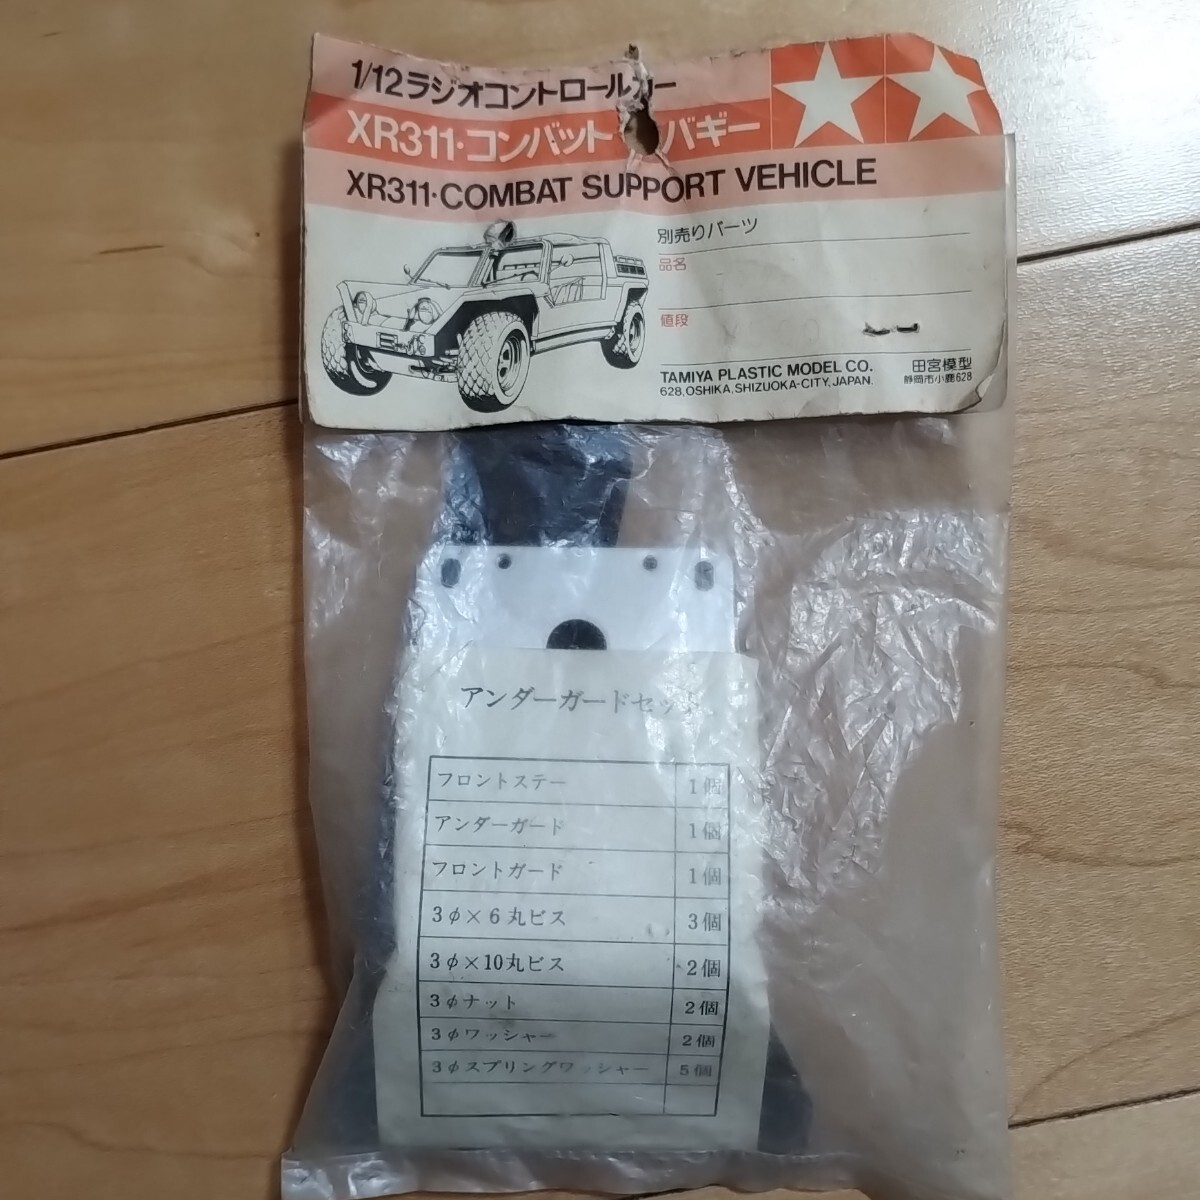 1/12ラジオコントロールカー
XR311・コンバット バギー
XR311・COMBAT SUPPORT VEHICLE
別売りパーツ
品名
値段
TAMIYA PLASTIC MODEL CO. 田宮模型
628, OSHIKA, SHIZUOKA-CITY, JAPAN. 静岡市小鹿628
アンダーガードセット
フロントステー 1個
アンダーガード 1個
フロントガード 1個
3φ×6丸ビス 3個
3φ×10丸ビス 2個
3φナット 2個
3φワッシャー 2個
3φスプリングワッシャー 5個